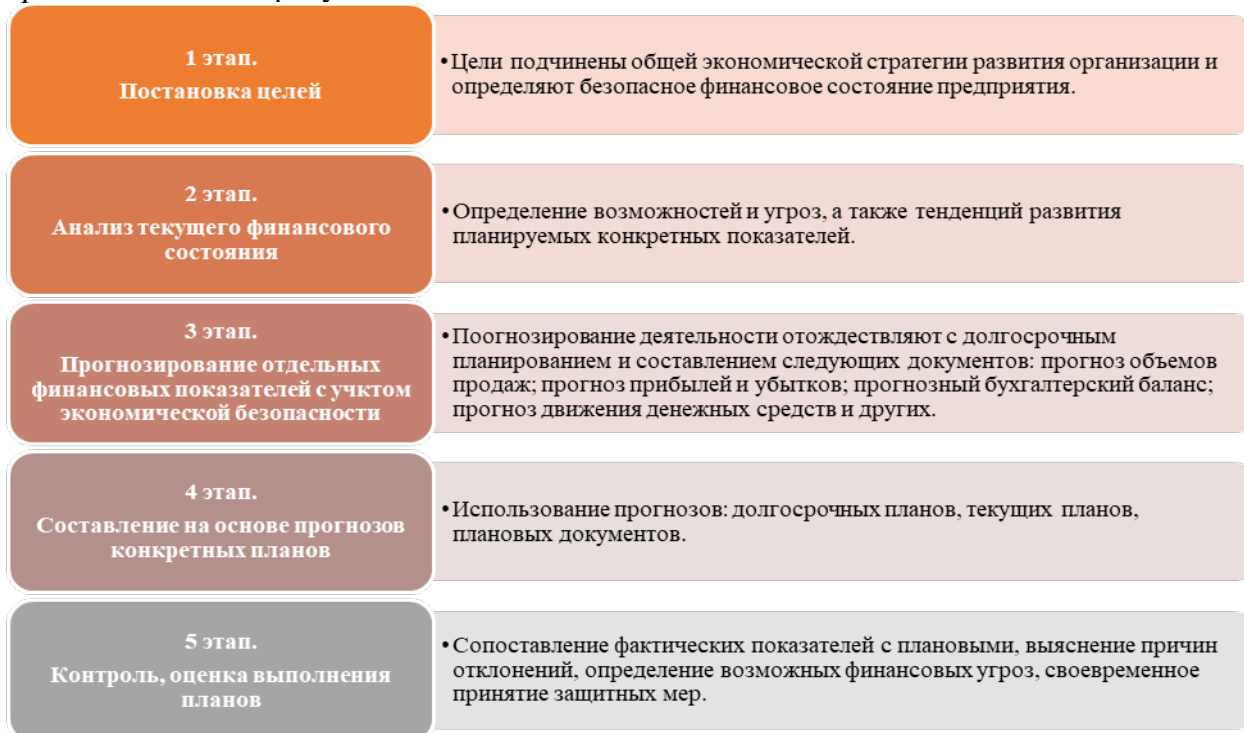 1 этап.
Постановка целей
•Цели подчинены общей экономической стратегии развития организации и
определяют безопасное финансовое состояние предприятия.
2 этап.
Анализ текущего финансового
состояния
•Определение возможностей и угроз, а также тенденций развития
планируемых конкретных показателей.
3 этап.
Прогнозирование отдельных
финансовых показателей с учктом
экономической безопасности
•Поогнозирование деятельности отождествляют с долгосрочным
планированием и составлением следующих документов: прогноз объемов
продаж; прогноз прибылей и убытков; прогнозный бухгалтерский баланс;
прогноз движения денежных средств и других.
4 этап.
Составление на основе прогнозов
конкретных планов
•Использование прогнозов: долгосрочных планов, текущих планов,
плановых документов.
5 этап.
Контроль, оценка выполнения
планов
•Сопоставление фактических показателей с плановыми, выяснение причин
отклонений, определение возможных финансовых угроз, своевременное
принятие защитных мер.